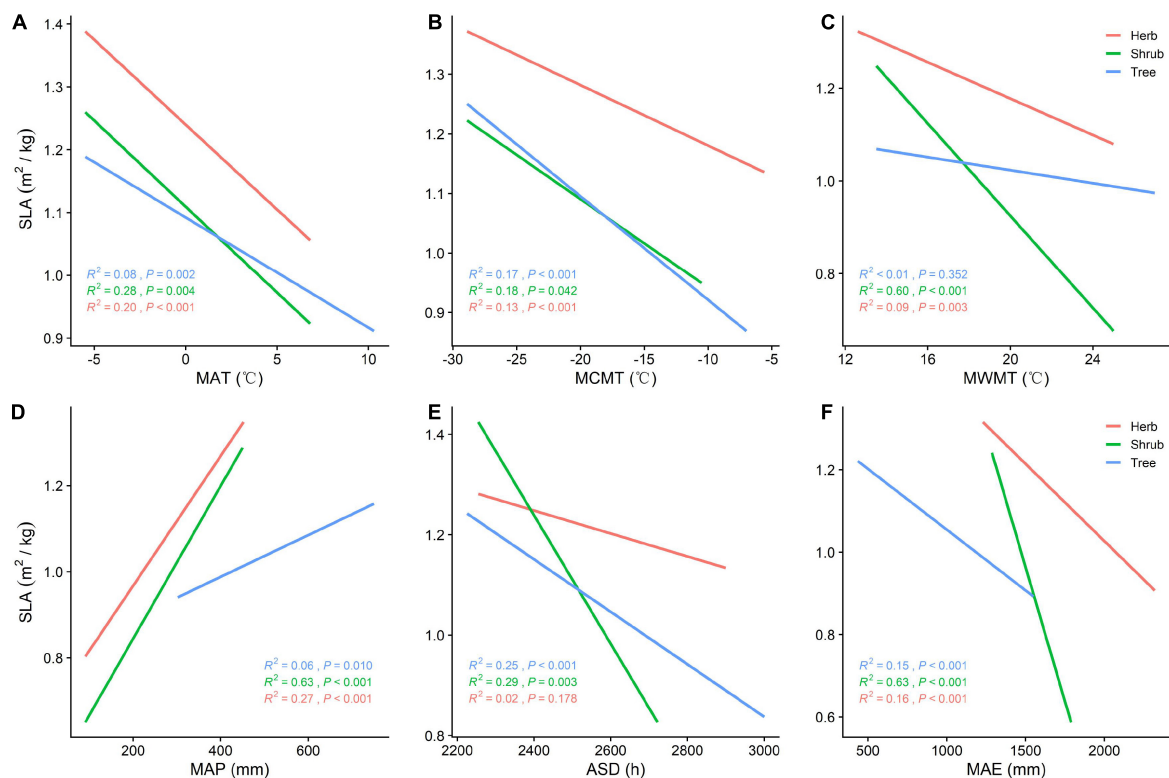 A
SLA (m² / kg)
1.4
1.3
1.2
1.1
1.0
0.9
R² = 0.08 , P = 0.002
R² = 0.28 , P = 0.004
R² = 0.20 , P < 0.001
-5
0
5
10
MAT (℃)
B
1.3
1.2
1.1
1.0
0.9
R² = 0.17 , P < 0.001
R² = 0.18 , P = 0.042
R² = 0.13 , P < 0.001
-30
-25
-20
-15
-10
-5
MCMT (℃)
C
Herb
Shrub
Tree
1.2
1.0
0.8
R² < 0.01 , P = 0.352
R² = 0.60 , P < 0.001
R² = 0.09 , P = 0.003
12
16
20
24
MWMT (℃)
D
SLA (m² / kg)
1.2
1.0
0.8
R² = 0.06 , P = 0.010
R² = 0.63 , P < 0.001
R² = 0.27 , P < 0.001
200
400
600
MAP (mm)
E
1.4
1.2
1.0
0.8
R² = 0.25 , P < 0.001
R² = 0.29 , P = 0.003
R² = 0.02 , P = 0.178
2200
2400
2600
2800
3000
ASD (h)
F
Herb
Shrub
Tree
1.2
1.0
0.8
0.6
R² = 0.15 , P < 0.001
R² = 0.63 , P < 0.001
R² = 0.16 , P < 0.001
500
1000
1500
2000
MAE (mm)